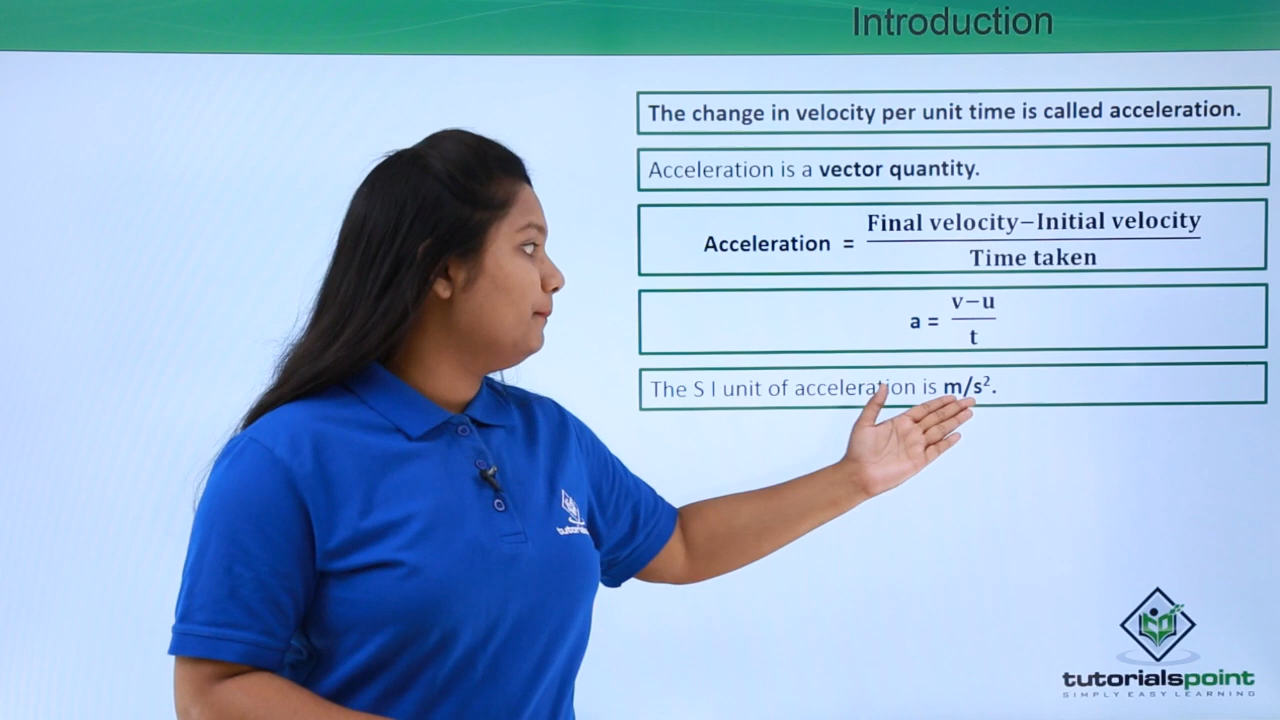 Introduction
The change in velocity per unit time is called acceleration.
Acceleration is a vector quantity.
Acceleration = Final velocity−Initial velocity
Time taken
a = v−u
t
The S I unit of acceleration is m/s².
tutorialspoint
SIMPLY EASY LEARNING